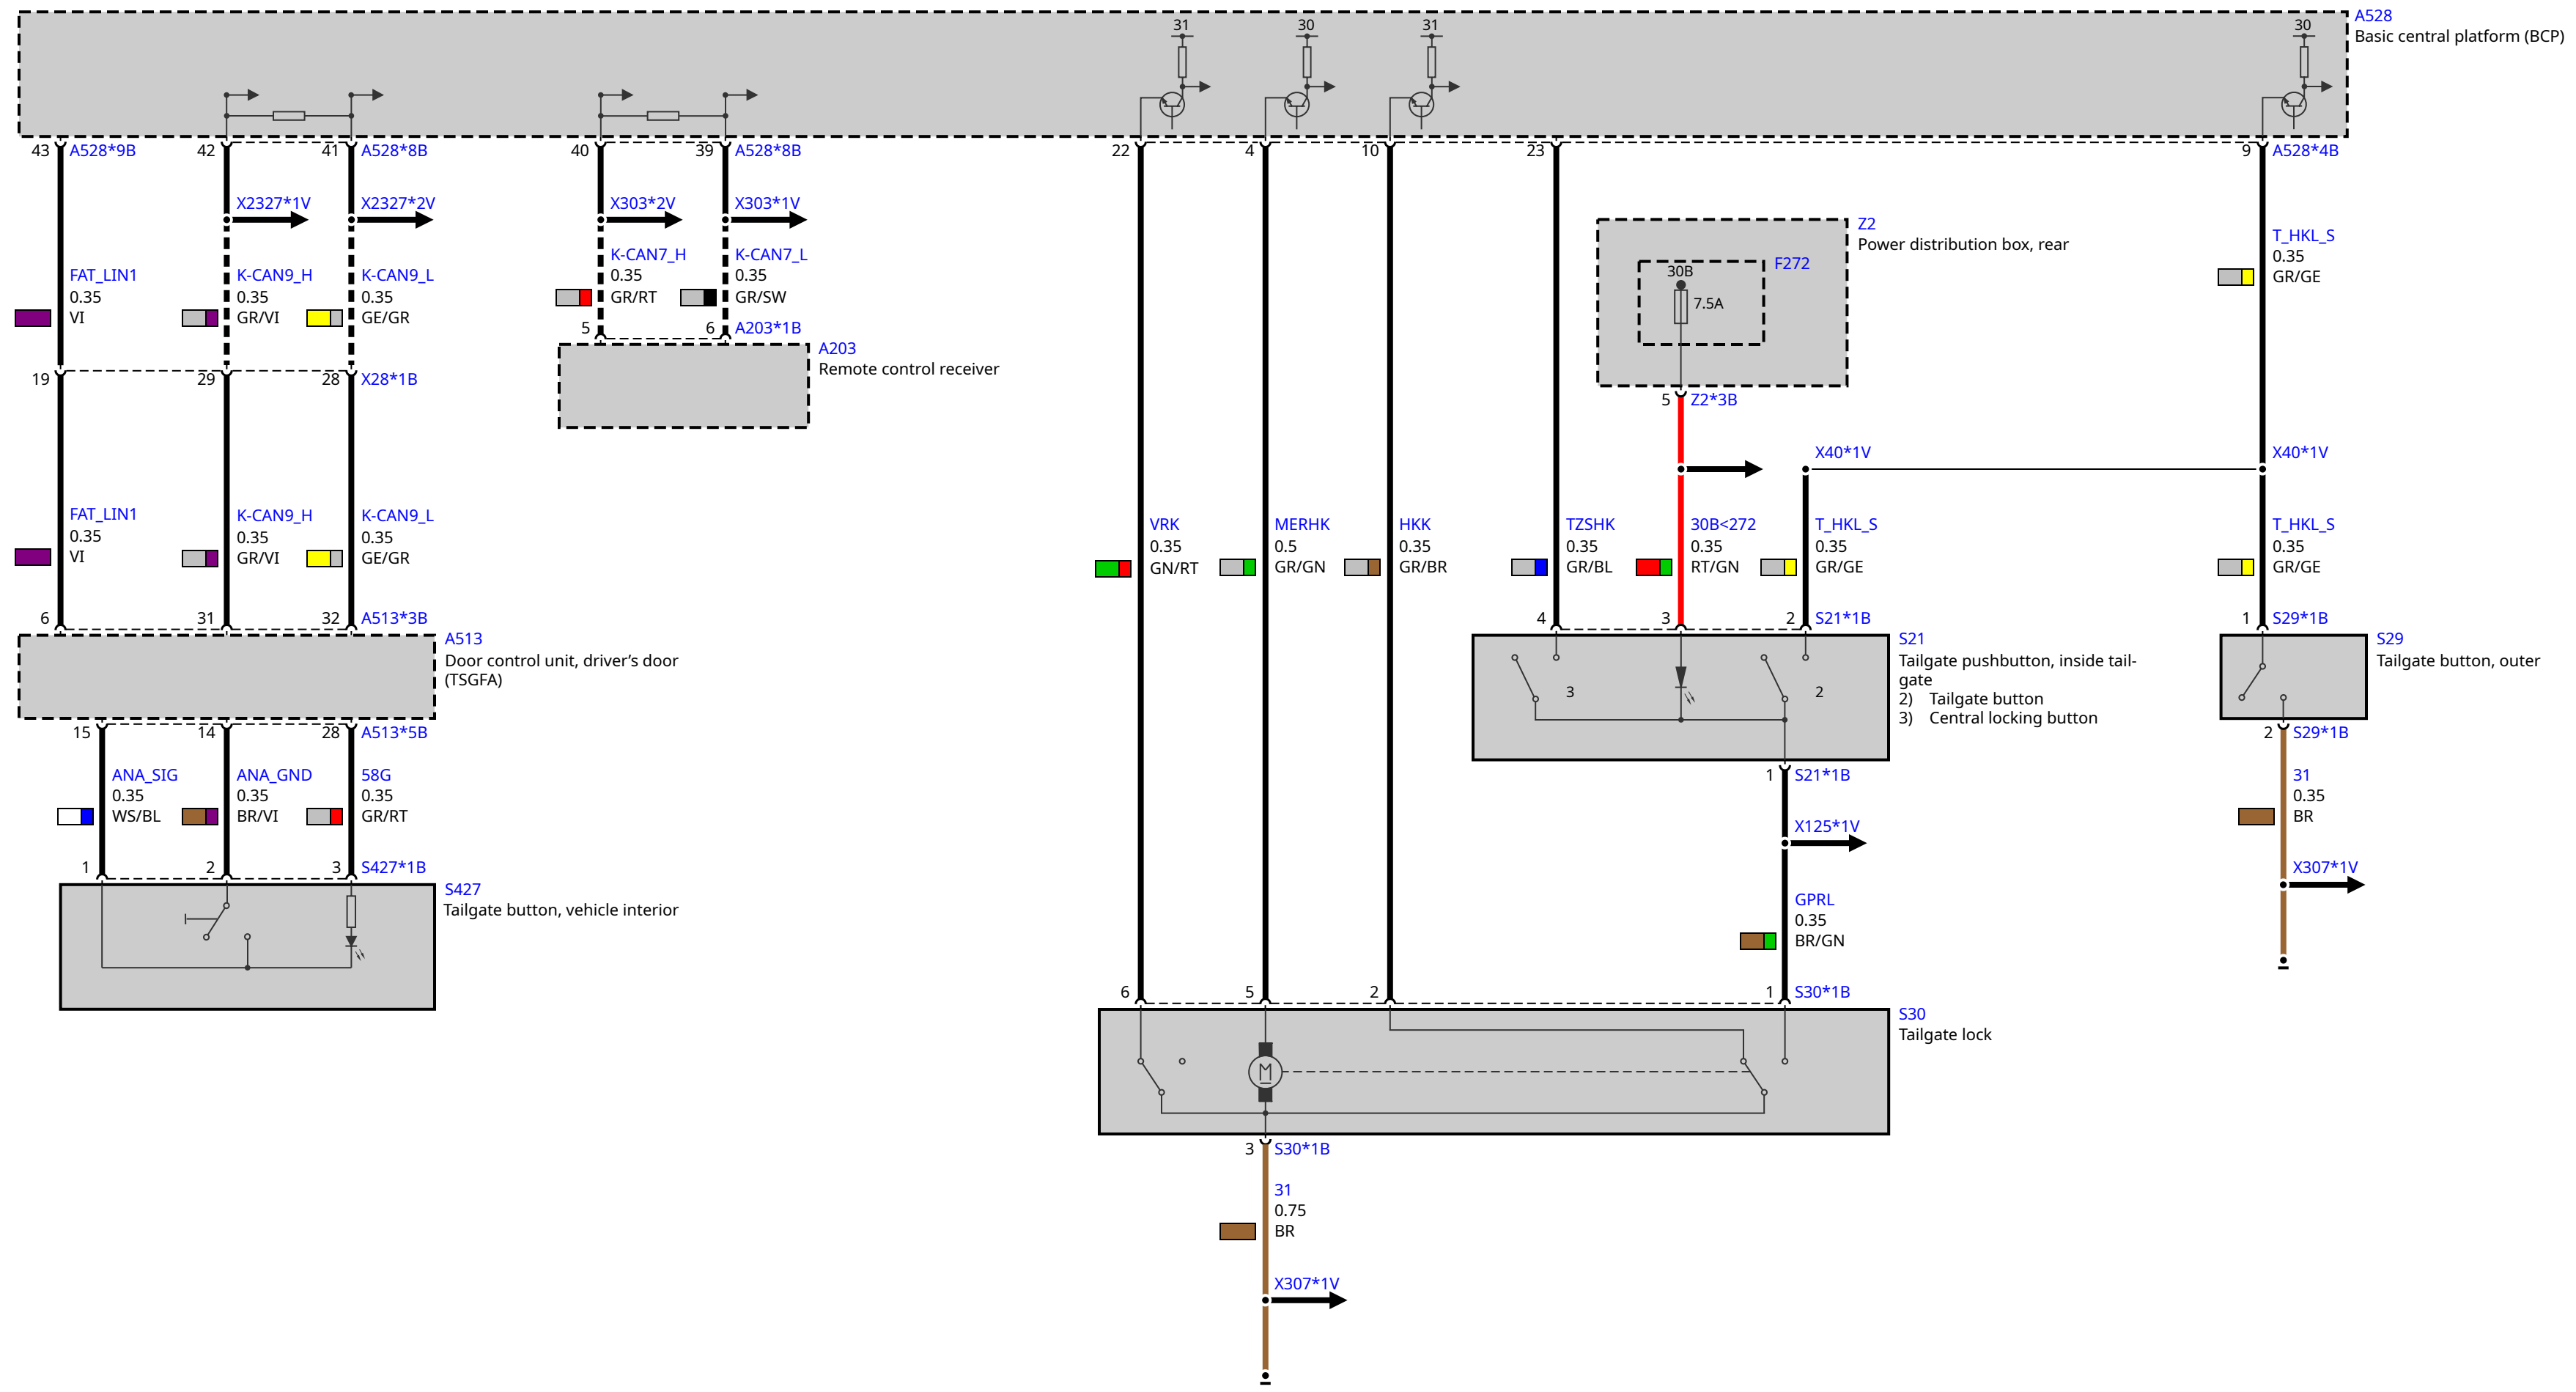 31
30
31
30
A528
Basic central platform (BCP)
43 A528*9B
42
41 A528*8B
40
39 A528*8B
22
4
10
23
9 A528*4B
X2327*1V
X2327*2V
X303*2V
X303*1V
FAT_LIN1
0.35
VI
K-CAN9_H
0.35
GR/VI
K-CAN9_L
0.35
GE/GR
K-CAN7_H
0.35
GR/RT
K-CAN7_L
0.35
GR/SW
5
6 A203*1B
A203
Remote control receiver
Z2
Power distribution box, rear
F272
30B
7.5A
5 Z2*3B
T_HKL_S
0.35
GR/GE
19
29
28 X28*1B
X40*1V
X40*1V
FAT_LIN1
0.35
VI
K-CAN9_H
0.35
GR/VI
K-CAN9_L
0.35
GE/GR
VRK
0.35
GN/RT
MERHK
0.5
GR/GN
HKK
0.35
GR/BR
TZSHK
0.35
GR/BL
30B<272
0.35
RT/GN
T_HKL_S
0.35
GR/GE
T_HKL_S
0.35
GR/GE
6
31
32 A513*3B
A513
Door control unit, driver’s door
(TSGFA)
4
3
2 S21*1B
S21
Tailgate pushbutton, inside tail-
gate
2) Tailgate button
3) Central locking button
3
2
1 S29*1B
S29
Tailgate button, outer
15
14
28 A513*5B
ANA_SIG
0.35
WS/BL
ANA_GND
0.35
BR/VI
58G
0.35
GR/RT
1
2
3 S427*1B
S427
Tailgate button, vehicle interior
1 S21*1B
X125*1V
GPRL
0.35
BR/GN
2 S29*1B
31
0.35
BR
X307*1V
6
5
2
1 S30*1B
S30
Tailgate lock
M
3 S30*1B
31
0.75
BR
X307*1V